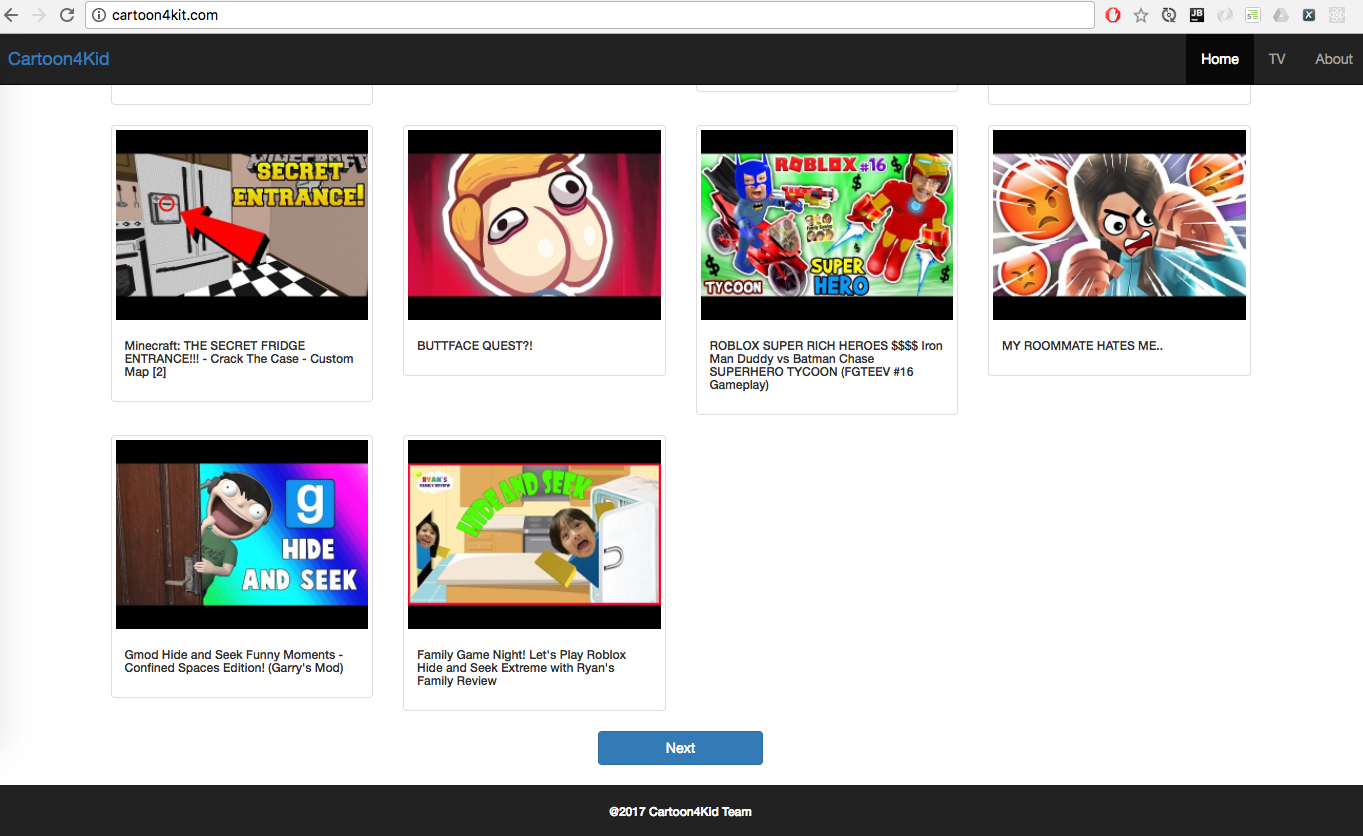 cartoon4kit.com
JB
Cartoon4Kid
Home
TV
About
MINECRAFT
SECRET
ENTRANCE!
ROBLOX #16
TYCOON
SUPER
HERO
Minecraft: THE SECRET FRIDGE
ENTRANCE!!! - Crack The Case - Custom
Map [2]
BUTTFACE QUEST?!
ROBLOX SUPER RICH HEROES $$$$ Iron
Man Duddy vs Batman Chase
SUPERHERO TYCOON (FGTEEV #16
Gameplay)
MY ROOMMATE HATES ME..
g
HIDE
AND SEEK
RYAN'S
FAMILY REVIEW
HIDE AND SEEK
Gmod Hide and Seek Funny Moments -
Confined Spaces Edition! (Garry's Mod)
Family Game Night! Let's Play Roblox
Hide and Seek Extreme with Ryan's
Family Review
Next
@2017 Cartoon4Kid Team